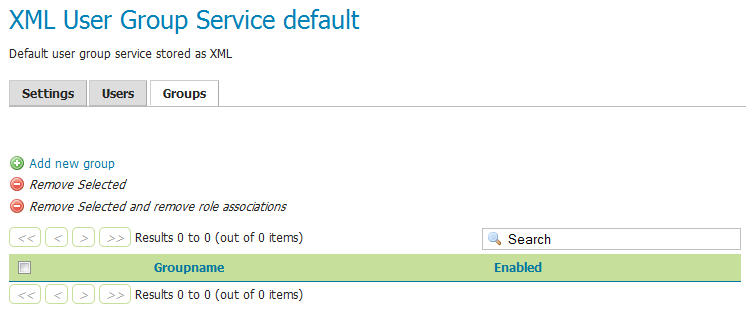 XML User Group Service default
Default user group service stored as XML
Settings Users Groups
Add new group
Remove Selected
Remove Selected and remove role associations
<< < > >> Results 0 to 0 (out of 0 items) Search
Groupname Enabled
<< < > >> Results 0 to 0 (out of 0 items)